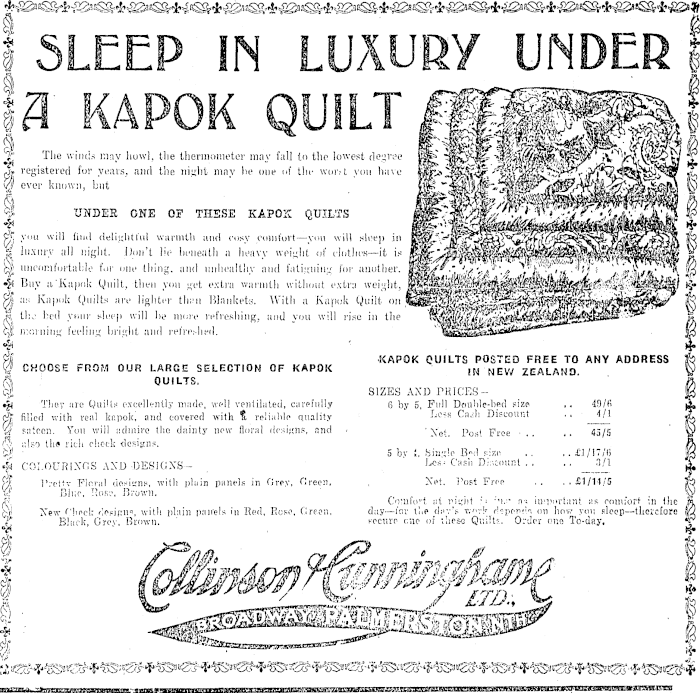 SLEEP IN LUXURY UNDER
A KAPOK QUILT
The winds may howl, the thermometer may fall to the lowest degree
registered for years, and the night may be one of the worst you have
ever known, but
UNDER ONE OF THESE KAPOK QUILTS
you will find delightful warmth and cosy comfort—you will sleep in
luxury all night. Don't lie beneath a heavy weight of clothes—it is
uncomfortable for one thing, and unhealthy and fatiguing for another.
Buy a Kapok Quilt, then you get extra warmth without extra weight,
as Kapok Quilts are lighter than Blankets. With a Kapok Quilt on
the bed your sleep will be more refreshing, and you will rise in the
morning feeling bright and refreshed.
CHOOSE FROM OUR LARGE SELECTION OF KAPOK
QUILTS.
They are Quilts excellently made, well ventilated, carefully
filled with real kapok, and covered with a reliable quality
sateen. You will admire the dainty new floral designs, and
also the rich check designs.
COLOURINGS AND DESIGNS—
Pretty Floral designs, with plain panels in Grey, Green,
Blue, Rose, Brown.
New Check designs, with plain panels in Red, Rose, Green,
Black, Grey, Brown.
KAPOK QUILTS POSTED FREE TO ANY ADDRESS
IN NEW ZEALAND.
SIZES AND PRICES—
6 by 5, Full Double-bed size .. 49/6
Less Cash Discount .. 4/1
Net. Post Free .. .. 45/5
5 by 4, Single Bed size .. £1/17/6
Less Cash Discount .. .. 3/1
Net. Post Free .. .. £1/14/5
Comfort at night is just as important as comfort in the
day—for the day's work depends on how you sleep—therefore
secure one of these Quilts. Order one To-day.
Collinson & Cunninghame
LTD.,
BROADWAY, PALMERSTON NTH.